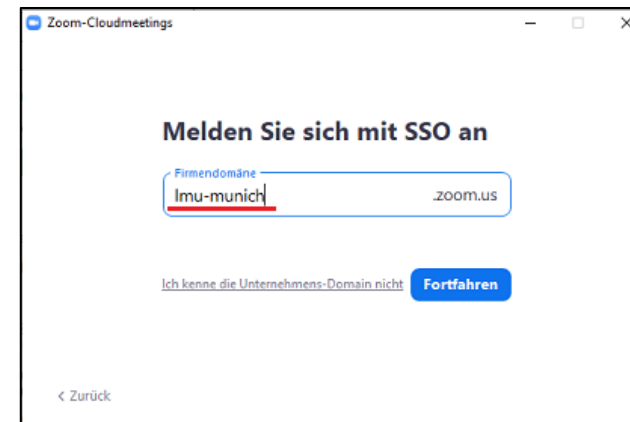 Zoom-Cloudmeetings
Melden Sie sich mit SSO an
Firmendomäne
lmu-munich
.zoom.us
Ich kenne die Unternehmens-Domain nicht
Fortfahren
< Zurück